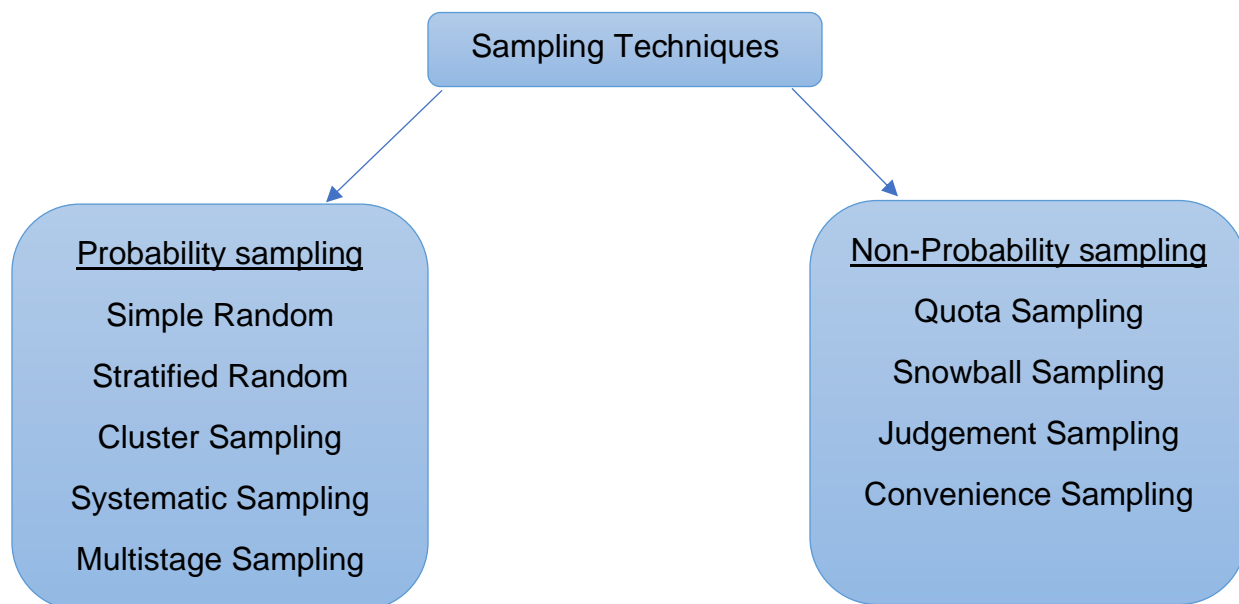 Sampling Techniques
Probability sampling
Simple Random
Stratified Random
Cluster Sampling
Systematic Sampling
Multistage Sampling
Non-Probability sampling
Quota Sampling
Snowball Sampling
Judgement Sampling
Convenience Sampling